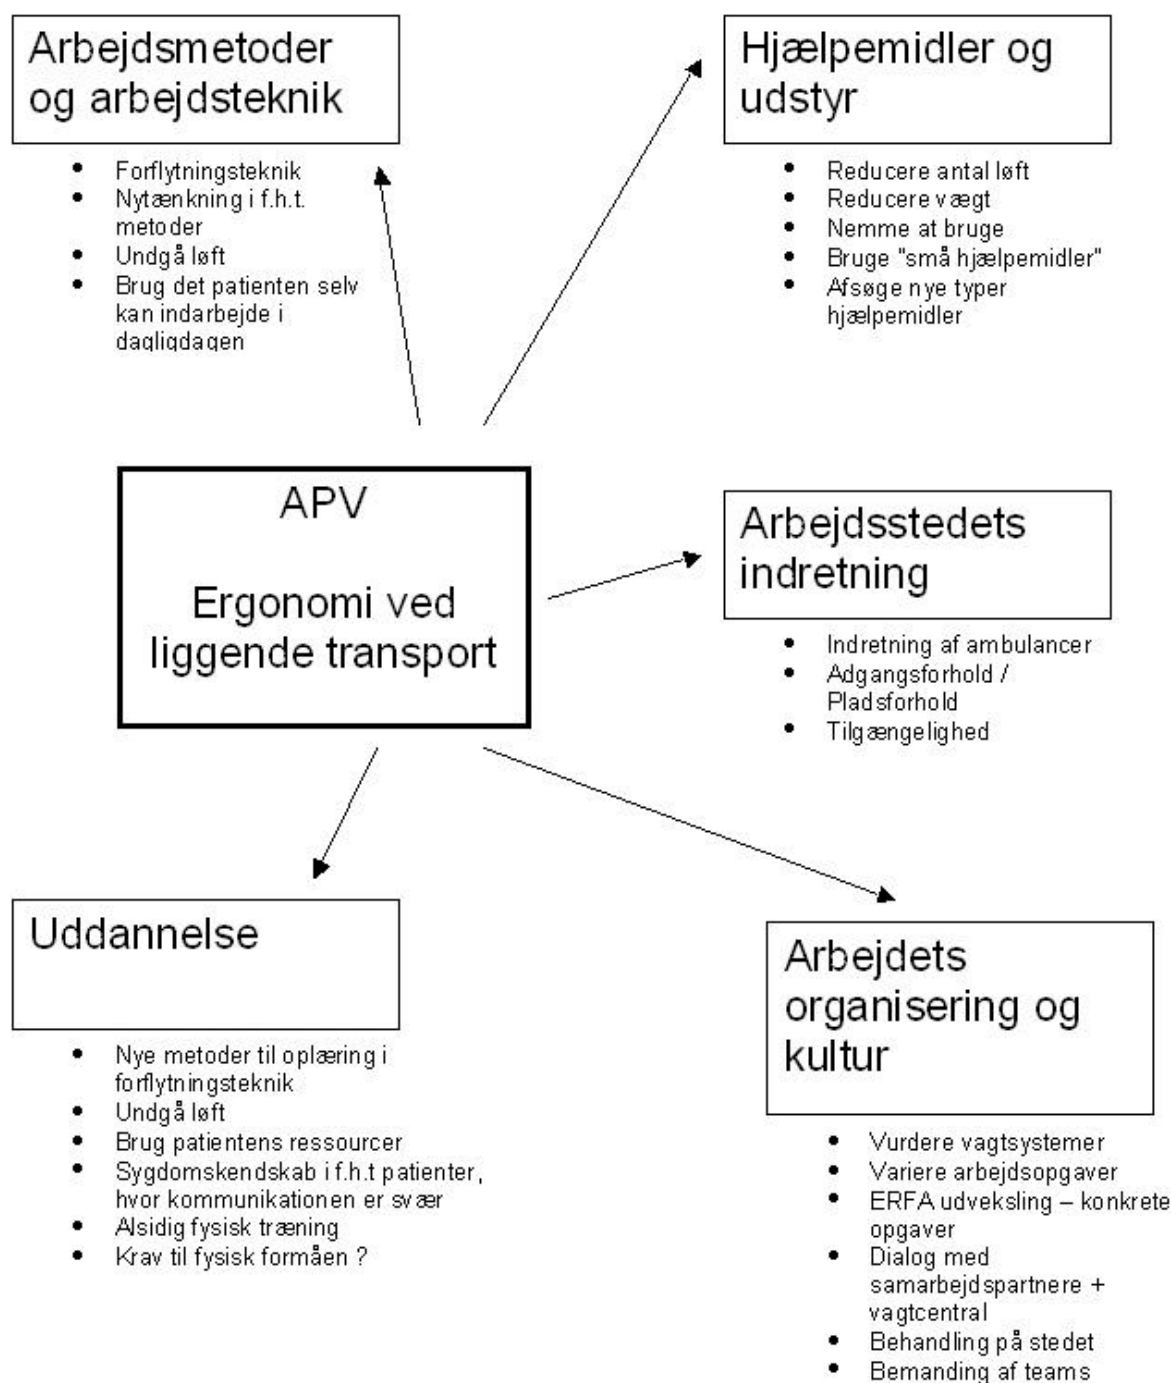 Arbejdsmetoder
og arbejdsteknik
• Forflytningsteknik
• Nytænkning i f.h.t.
metoder
• Undgå løft
• Brug det patienten selv
kan indarbejde i
dagligdagen
Hjælpemidler og
udstyr
• Reducere antal løft
• Reducere vægt
• Nemme at bruge
• Bruge "små hjælpemidler"
• Afsøge nye typer
hjælpemidler
APV
Ergonomi ved
liggende transport
Arbejdsstedets
indretning
• Indretning af ambulancer
• Adgangsforhold /
Pladsforhold
• Tilgængelighed
Uddannelse
• Nye metoder til oplæring i
forflytningsteknik
• Undgå løft
• Brug patientens ressourcer
• Sygdomskendskab i f.h.t patienter,
hvor kommunikationen er svær
• Alsidig fysisk træning
• Krav til fysisk formåen ?
Arbejdets
organisering og
kultur
• Vurdere vagtsystemer
• Variere arbejdsopgaver
• ERFA udveksling – konkrete
opgaver
• Dialog med
samarbejdspartnere +
vagtcentral
• Behandling på stedet
• Bemanding af teams